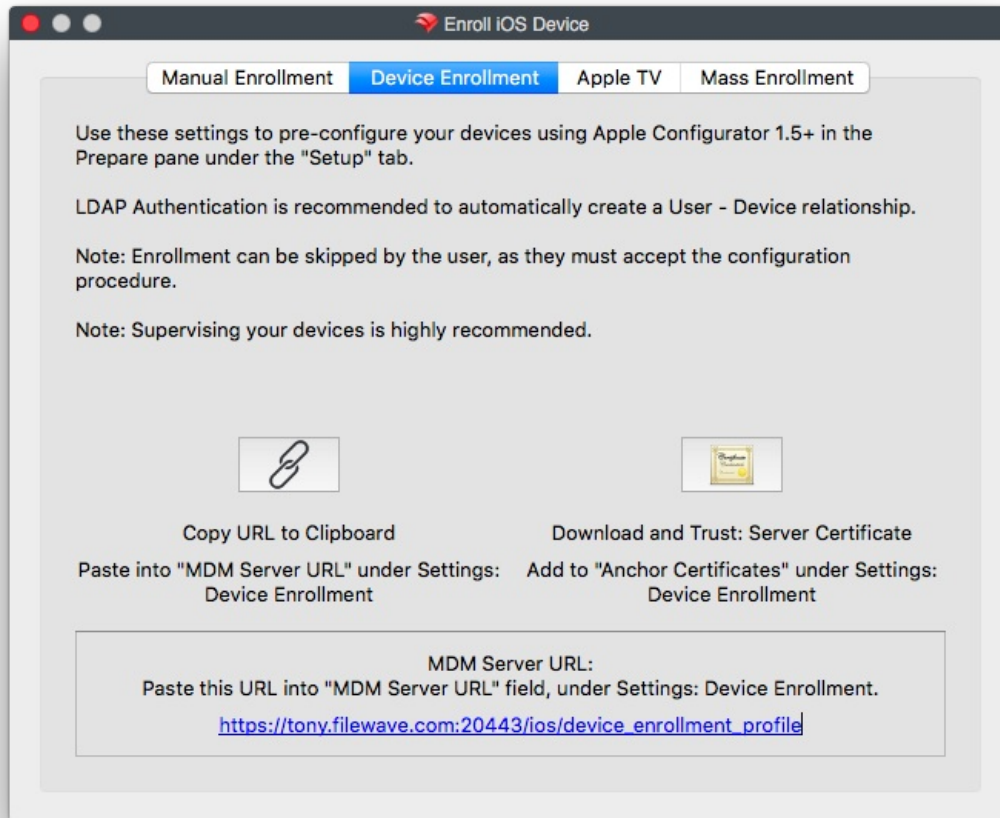 Enroll iOS Device
Manual Enrollment
Device Enrollment
Apple TV
Mass Enrollment
Use these settings to pre-configure your devices using Apple Configurator 1.5+ in the
Prepare pane under the "Setup" tab.
LDAP Authentication is recommended to automatically create a User - Device relationship.
Note: Enrollment can be skipped by the user, as they must accept the configuration
procedure.
Note: Supervising your devices is highly recommended.
Copy URL to Clipboard
Paste into "MDM Server URL" under Settings:
Device Enrollment
Download and Trust: Server Certificate
Add to "Anchor Certificates" under Settings:
Device Enrollment
MDM Server URL:
Paste this URL into "MDM Server URL" field, under Settings: Device Enrollment.
https://tony.filewave.com:20443/ios/device_enrollment_profile